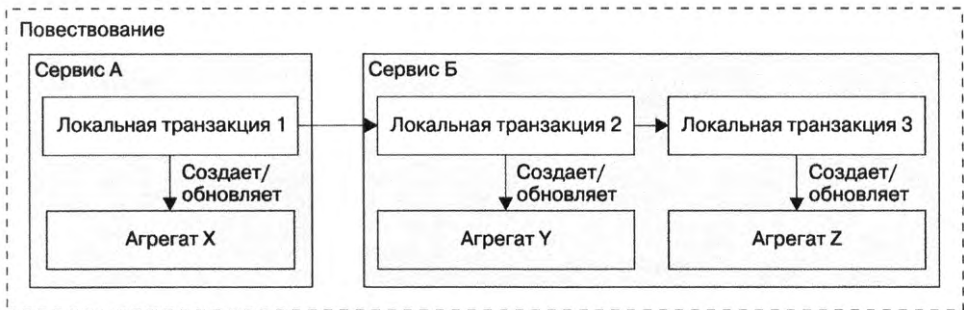 Повествование
Сервис А
Сервис Б
Локальная транзакция 1
Локальная транзакция 2
Локальная транзакция 3
Создает/
обновляет
Создает/
обновляет
Создает/
обновляет
Агрегат X
Агрегат Y
Агрегат Z